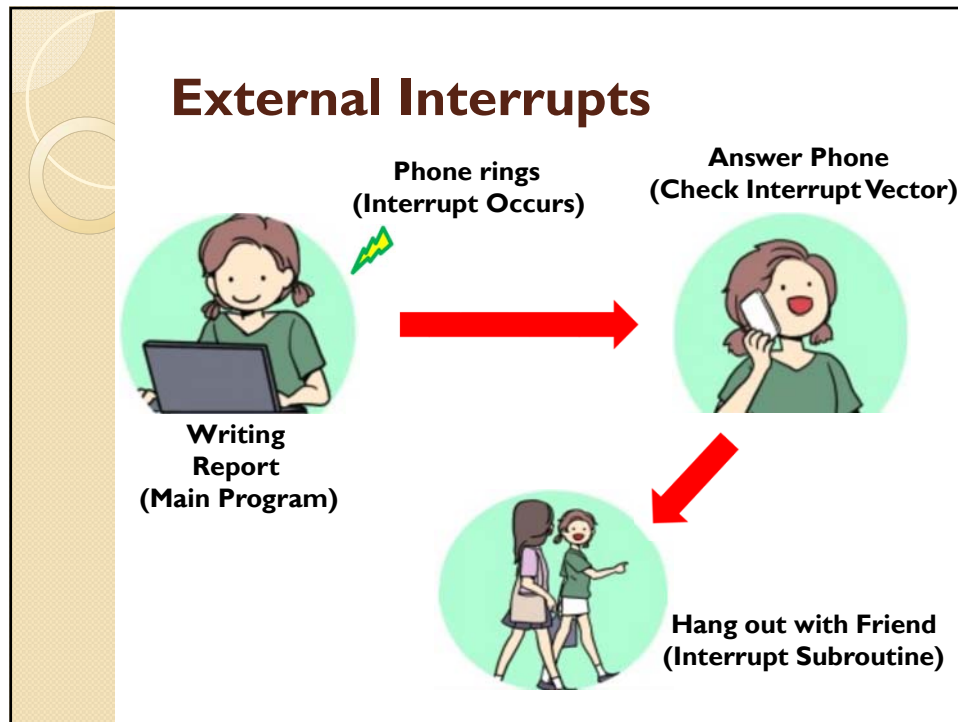 External Interrupts
Phone rings
(Interrupt Occurs)
Answer Phone
(Check Interrupt Vector)
Writing
Report
(Main Program)
Hang out with Friend
(Interrupt Subroutine)